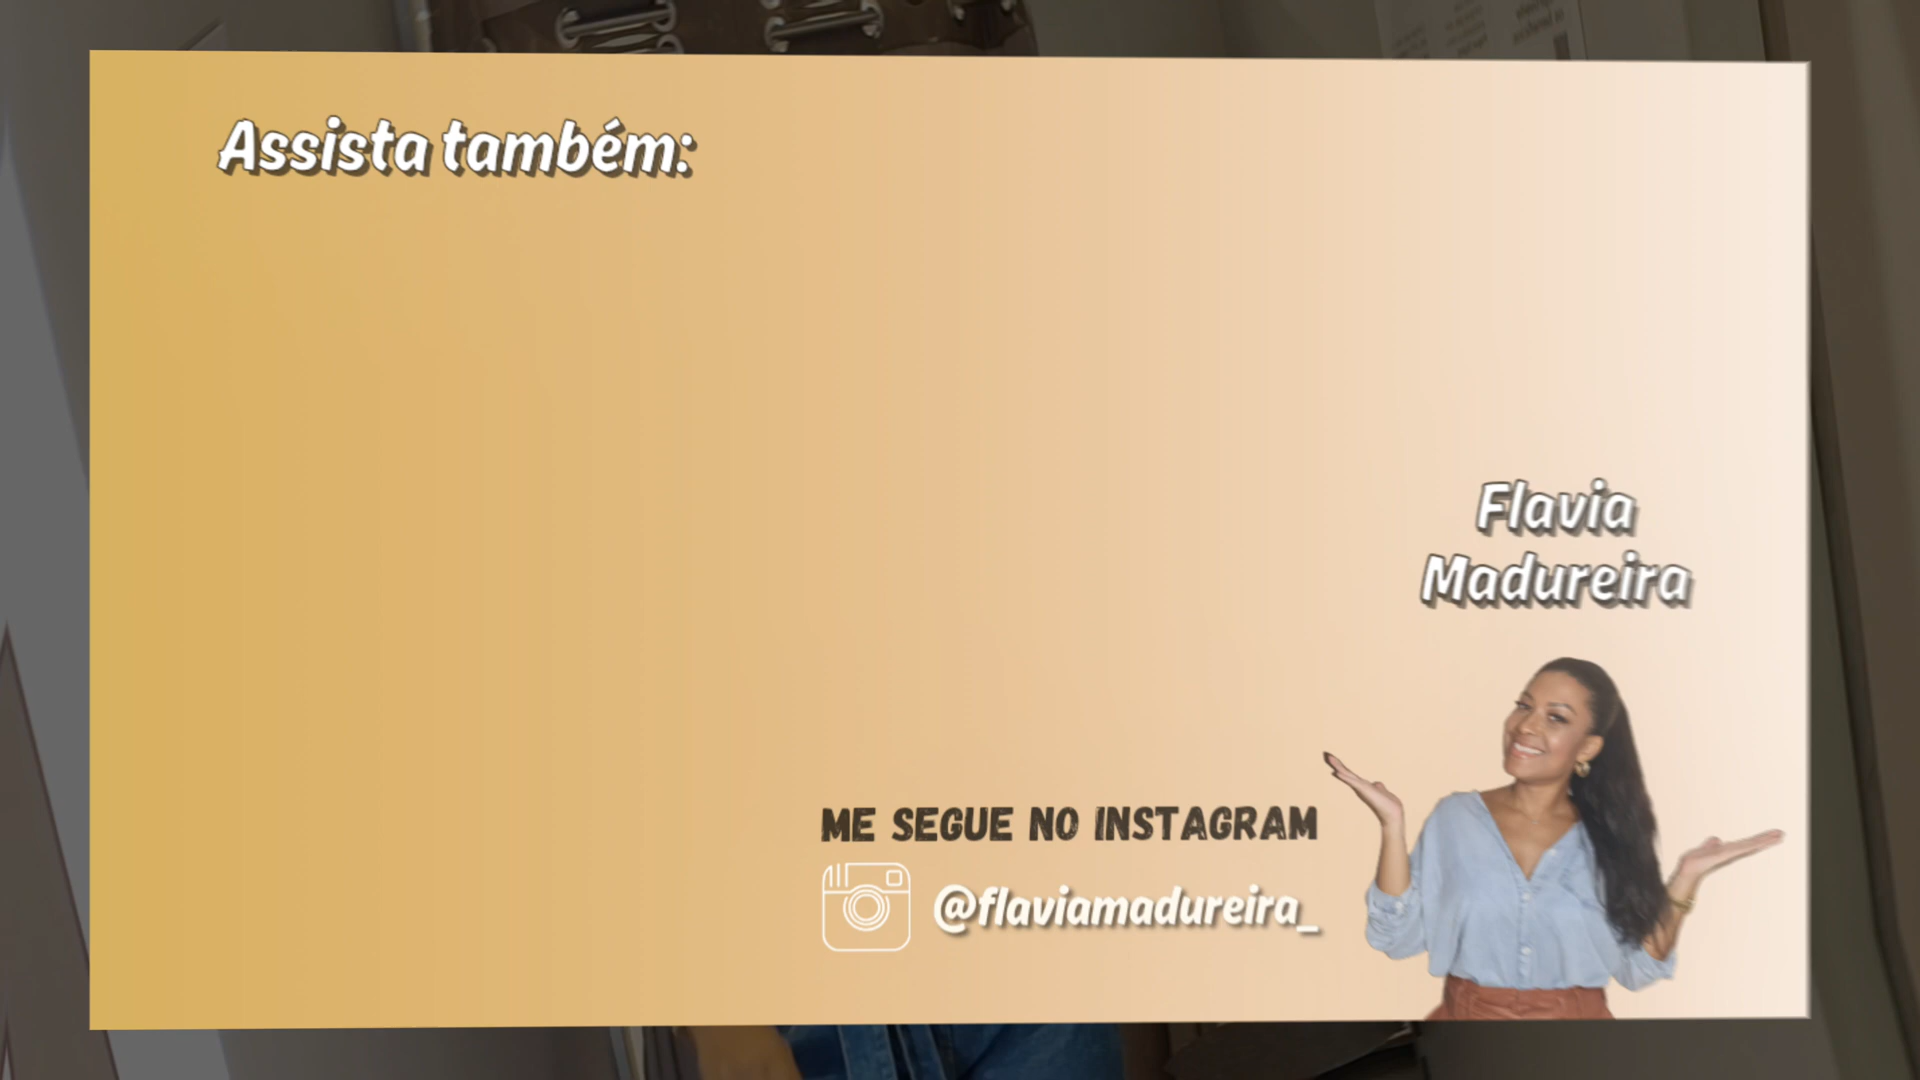 Assista também:
Flavia
Madureira
ME SEGUE NO INSTAGRAM
@flaviamadureira_